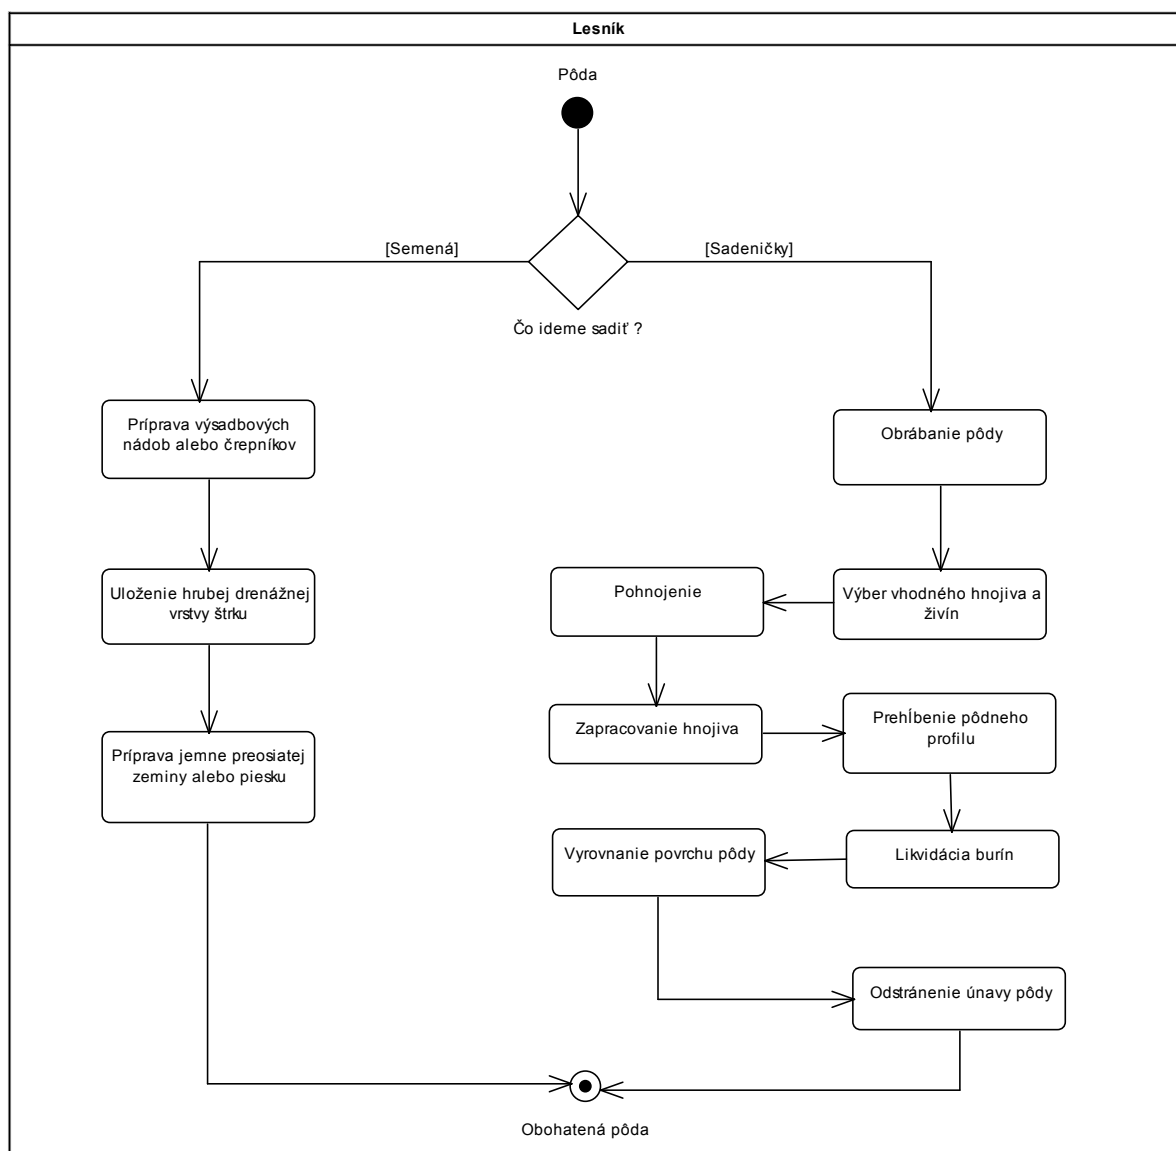 Lesník
Pôda
[Semená]
[Sadeničky]
Čo ideme sadiť ?
Príprava výsadbových
nádob alebo črepníkov
Uloženie hrubej drenážnej
vrstvy štrku
Príprava jemne preosiatej
zeminy alebo piesku
Obrábanie pôdy
Výber vhodného hnojiva a
živín
Pohnojenie
Zapracovanie hnojiva
Prehĺbenie pôdneho
profilu
Likvidácia burín
Vyrovnanie povrchu pôdy
Odstránenie únavy pôdy
Obohatená pôda